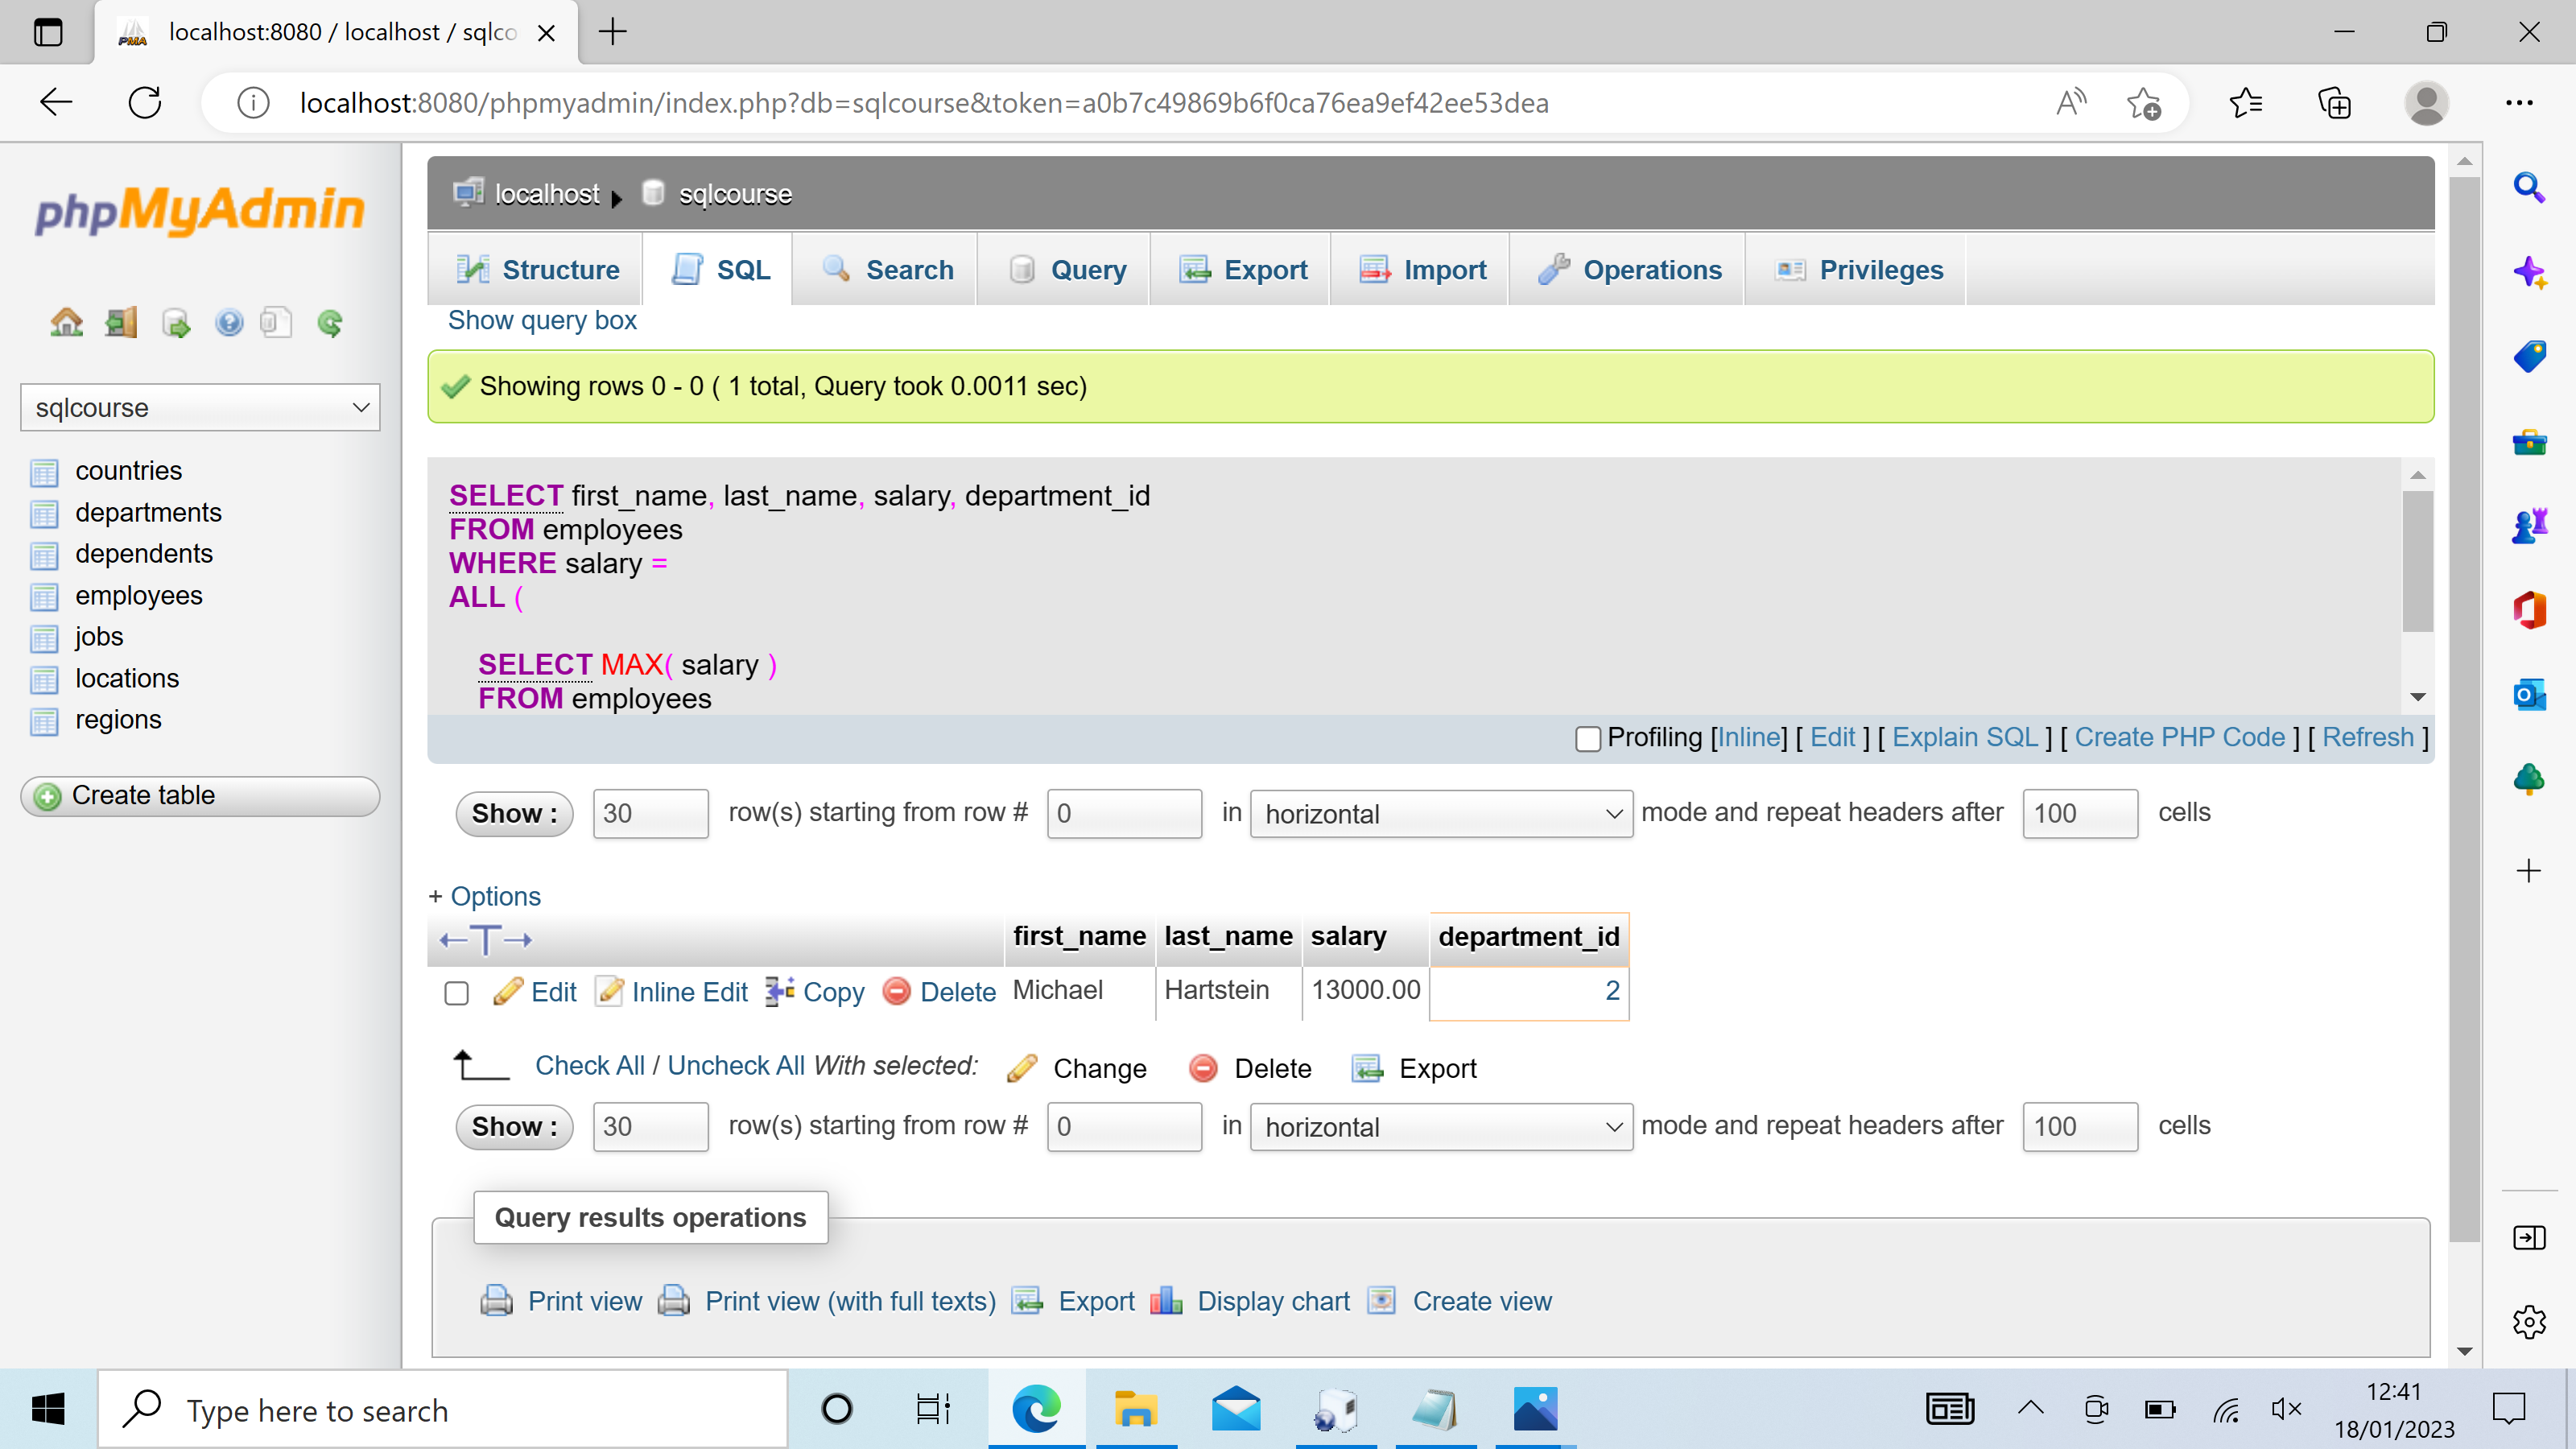 localhost:8080 / localhost / sqlco
localhost:8080/phpmyadmin/index.php?db=sqlcourse&token=a0b7c49869b6f0ca76ea9ef42ee53dea
phpMyAdmin
sqlcourse
countries
departments
dependents
employees
jobs
locations
regions
Create table
localhost sqlcourse
Structure SQL Search Query Export Import Operations Privileges
Show query box
Showing rows 0 - 0 ( 1 total, Query took 0.0011 sec)
SELECT first_name, last_name, salary, department_id
FROM employees
WHERE salary =
ALL (
SELECT MAX( salary )
FROM employees
Profiling [Inline] [ Edit ] [ Explain SQL ] [ Create PHP Code ] [ Refresh ]
Show : 30 row(s) starting from row # 0 in horizontal mode and repeat headers after 100 cells
+ Options
first_name last_name salary department_id
Edit Inline Edit Copy Delete Michael Hartstein 13000.00 2
Check All / Uncheck All With selected: Change Delete Export
Show : 30 row(s) starting from row # 0 in horizontal mode and repeat headers after 100 cells
Query results operations
Print view Print view (with full texts) Export Display chart Create view
Type here to search
12:41
18/01/2023